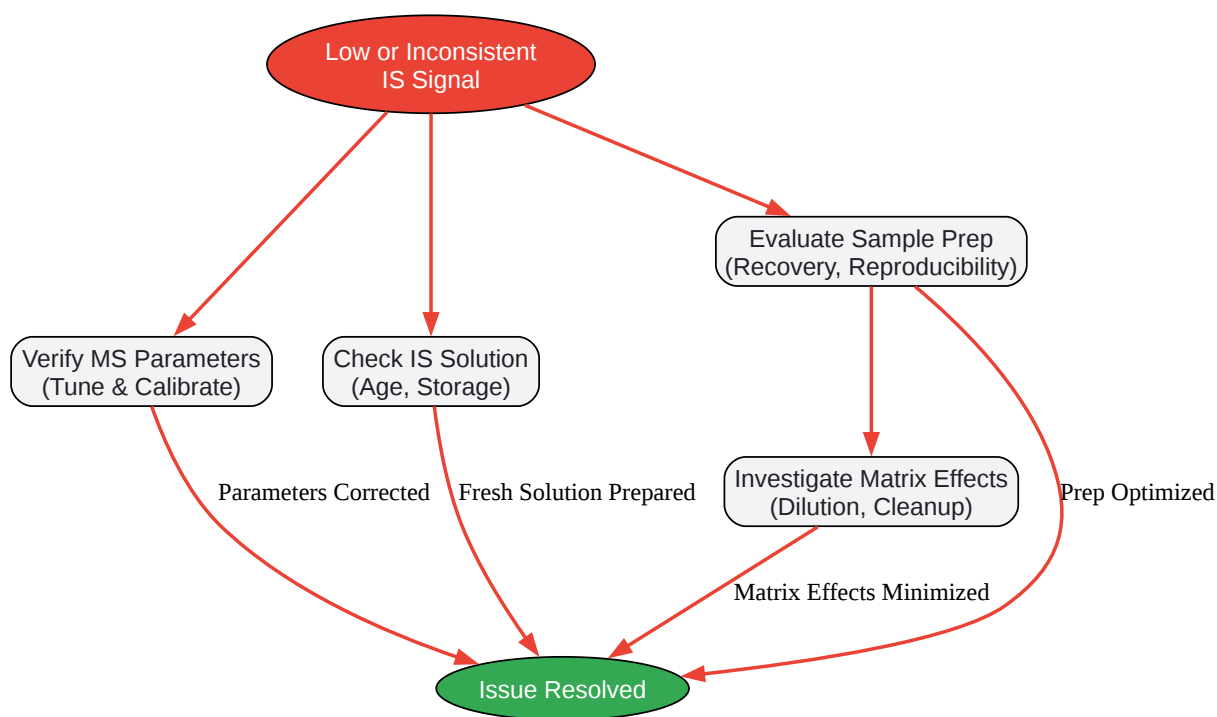 Low or Inconsistent
IS Signal
Evaluate Sample Prep
(Recovery, Reproducibility)
Verify MS Parameters
(Tune & Calibrate)
Check IS Solution
(Age, Storage)
Investigate Matrix Effects
(Dilution, Cleanup)
Parameters Corrected
Fresh Solution Prepared
Prep Optimized
Matrix Effects Minimized
Issue Resolved